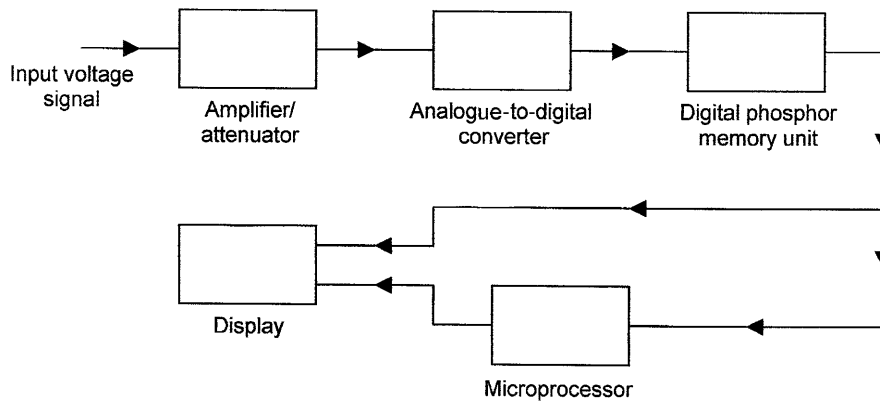 Input voltage
signal
Amplifier/
attenuator
Analogue-to-digital
converter
Digital phosphor
memory unit
Display
Microprocessor